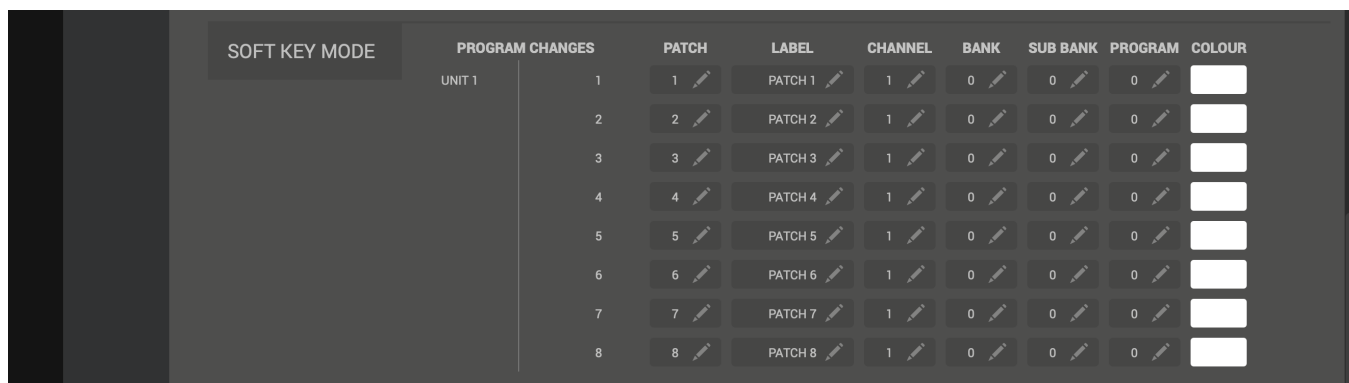 SOFT KEY MODE PROGRAM CHANGES PATCH LABEL CHANNEL BANK SUB BANK PROGRAM COLOUR
UNIT 1 1 1 PATCH 1 1 0 0 0
2 2 PATCH 2 1 0 0 0
3 3 PATCH 3 1 0 0 0
4 4 PATCH 4 1 0 0 0
5 5 PATCH 5 1 0 0 0
6 6 PATCH 6 1 0 0 0
7 7 PATCH 7 1 0 0 0
8 8 PATCH 8 1 0 0 0